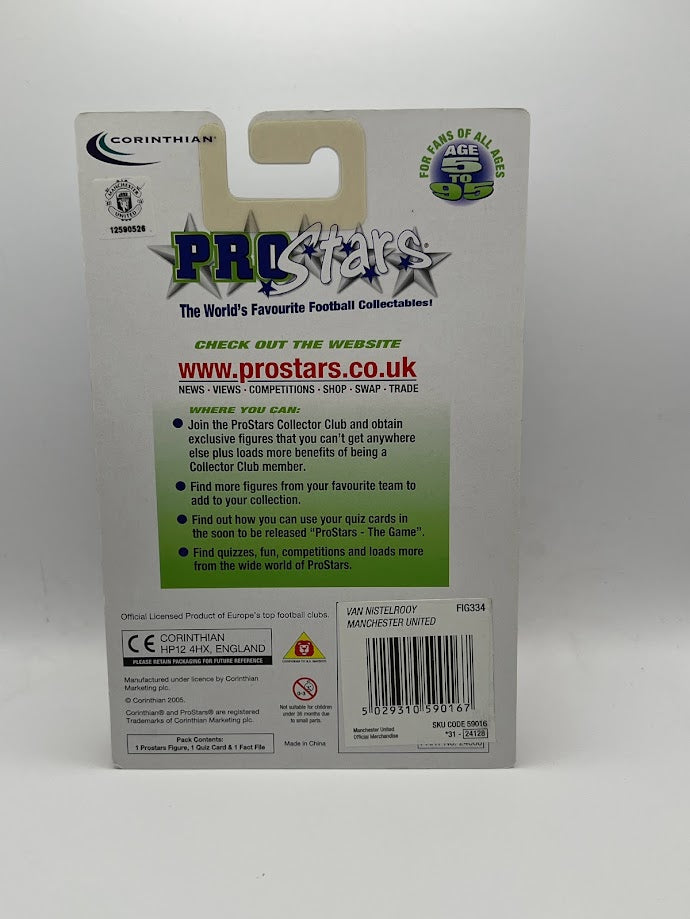 CORINTHIAN
FOR FANS OF ALL AGES
AGE
5
TO
95
MANCHESTER
UNITED
12590526
PROStars
The World's Favourite Football Collectables!
CHECK OUT THE WEBSITE
www.prostars.co.uk
NEWS · VIEWS · COMPETITIONS · SHOP · SWAP · TRADE
WHERE YOU CAN:
Join the ProStars Collector Club and obtain
exclusive figures that you can't get anywhere
else plus loads more benefits of being a
Collector Club member.
Find more figures from your favourite team to
add to your collection.
Find out how you can use your quiz cards in
the soon to be released “ProStars - The Game”.
Find quizzes, fun, competitions and loads more
from the wide world of ProStars.
Official Licensed Product of Europe's top football clubs.
CE CORINTHIAN
HP12 4HX, ENGLAND
PLEASE RETAIN PACKAGING FOR FUTURE REFERENCE
Manufactured under licence by Corinthian
Marketing plc.
© Corinthian 2005.
Corinthian® and ProStars® are registered
Trademarks of Corinthian Marketing plc.
Pack Contents:
1 Prostars Figure, 1 Quiz Card & 1 Fact File
0-3
Not suitable for children
under 36 months due
to small parts.
Made in China
VAN NISTELROOY FIG334
MANCHESTER UNITED
5 029310 590167
Manchester United
Official Merchandise
SKU CODE 59016
*31 - 24128